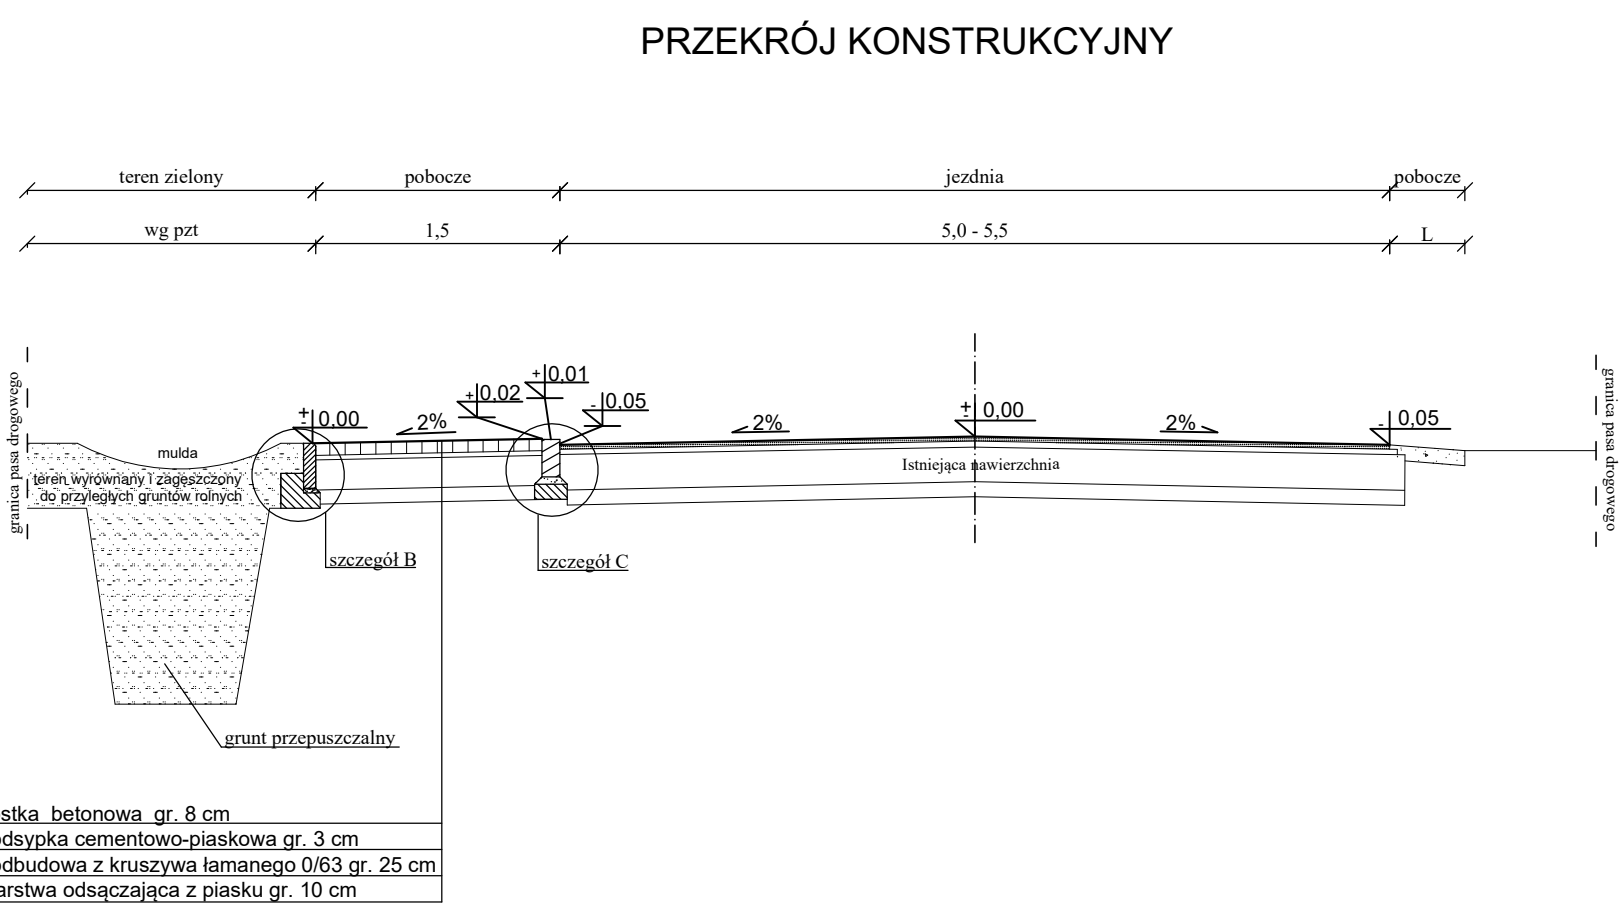 PRZEKRÓJ KONSTRUKCYJNY
teren zielony
pobocze
jezdnia
pobocze
wg pzt
1,5
5,0 - 5,5
L
granica pasa drogowego
granica pasa drogowego
+ 0,01
+ 0,02
- 0,05
+
- 0,00
2%
2%
+
- 0,00
2%
- 0,05
mulda
teren wyrównany i zagęszczony
do przyległych gruntów rolnych
Istniejąca nawierzchnia
szczegół B
szczegół C
grunt przepuszczalny
stka betonowa gr. 8 cm
dsypka cementowo-piaskowa gr. 3 cm
dbudowa z kruszywa łamanego 0/63 gr. 25 cm
arstwa odsączająca z piasku gr. 10 cm